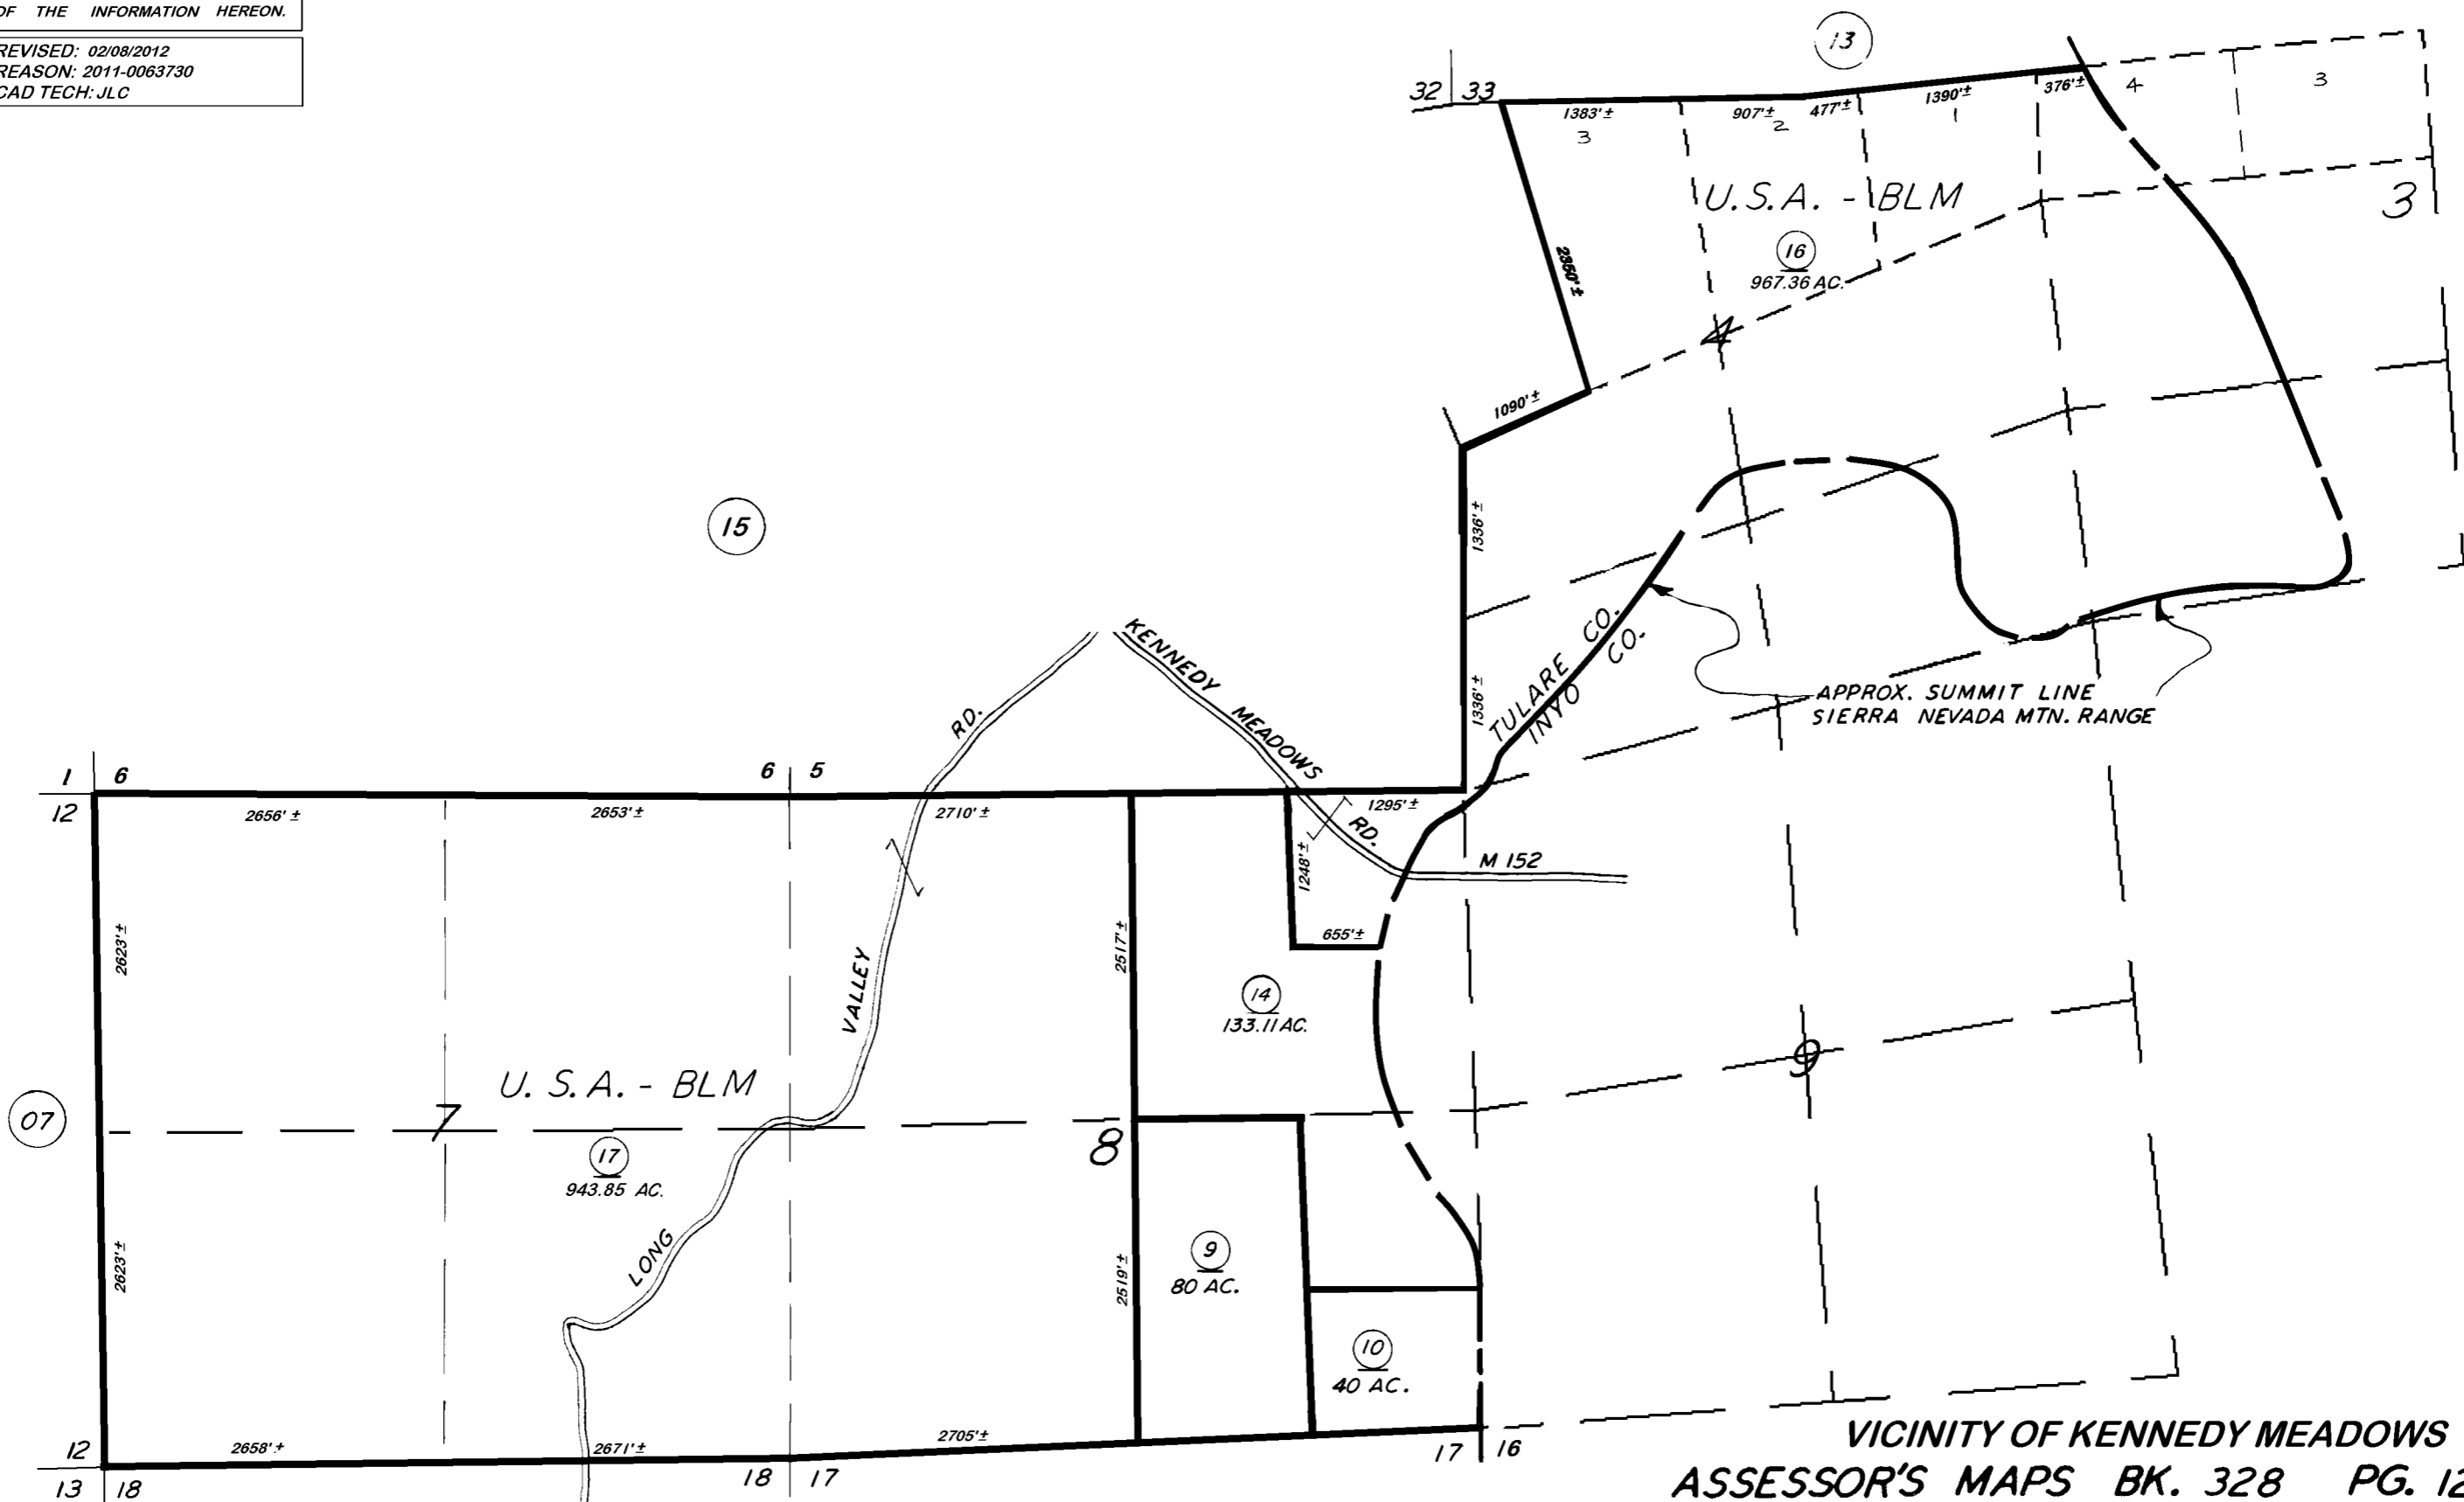 OF THE INFORMATION HEREON.
REVISED: 02/08/2012
REASON: 2011-0063730
CAD TECH: JLC
13
32 33
1383'±
907'±
477'±
1390'±
376'±
3
2
1
4
3
3
U.S.A. - BLM
16
967.36 AC.
2360'±
4
1090'±
15
1336'±
1336'±
KENNEDY MEADOWS RD.
TULARE CO.
INYO CO.
APPROX. SUMMIT LINE
SIERRA NEVADA MTN. RANGE
1 6
12
6 5
2656'±
2653'±
2710'±
1295'±
M 152
1248'±
655'±
2623'±
2517'±
LONG VALLEY RD.
14
133.11 AC.
9
07
7
U. S. A. - BLM
8
17
943.85 AC.
2623'±
2519'±
9
80 AC.
10
40 AC.
12
13 18
2658'+
2671'±
2705'±
18 17
17 16
VICINITY OF KENNEDY MEADOWS
ASSESSOR'S MAPS BK. 328 PG.